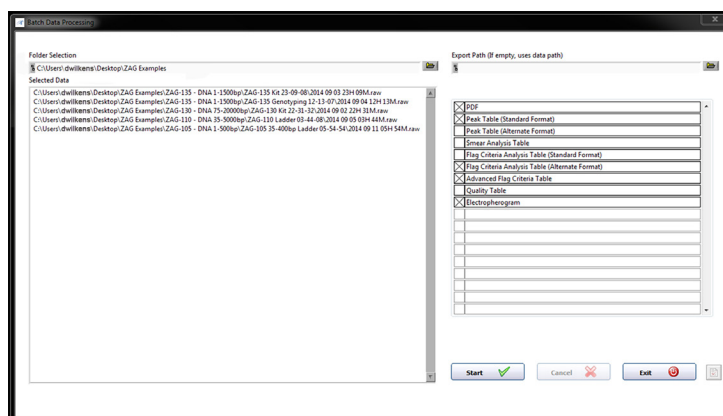 Batch Data Processing
Folder Selection
C:\Users\dwilkens\Desktop\ZAG Examples
Selected Data
C:\Users\dwilkens\Desktop\ZAG Examples\ZAG-135 - DNA 1-1500bp\ZAG-135 Kit 23-09-08\2014 09 03 23H 09M.raw
C:\Users\dwilkens\Desktop\ZAG Examples\ZAG-135 - DNA 1-1500bp\ZAG-135 Genotyping 12-13-07\2014 09 04 12H 13M.raw
C:\Users\dwilkens\Desktop\ZAG Examples\ZAG-130 - DNA 75-20000bp\ZAG-130 Kit 22-31-32\2014 09 02 22H 31M.raw
C:\Users\dwilkens\Desktop\ZAG Examples\ZAG-110 - DNA 35-5000bp\ZAG-110 Ladder 03-44-08\2014 09 05 03H 44M.raw
C:\Users\dwilkens\Desktop\ZAG Examples\ZAG-105 - DNA 1-500bp\ZAG-105 35-400bp Ladder 05-54-54\2014 09 11 05H 54M.raw
Export Path (If empty, uses data path)
PDF
Peak Table (Standard Format)
Peak Table (Alternate Format)
Smear Analysis Table
Flag Criteria Analysis Table (Standard Format)
Flag Criteria Analysis Table (Alternate Format)
Advanced Flag Criteria Table
Quality Table
Electropherogram
Start
Cancel
Exit